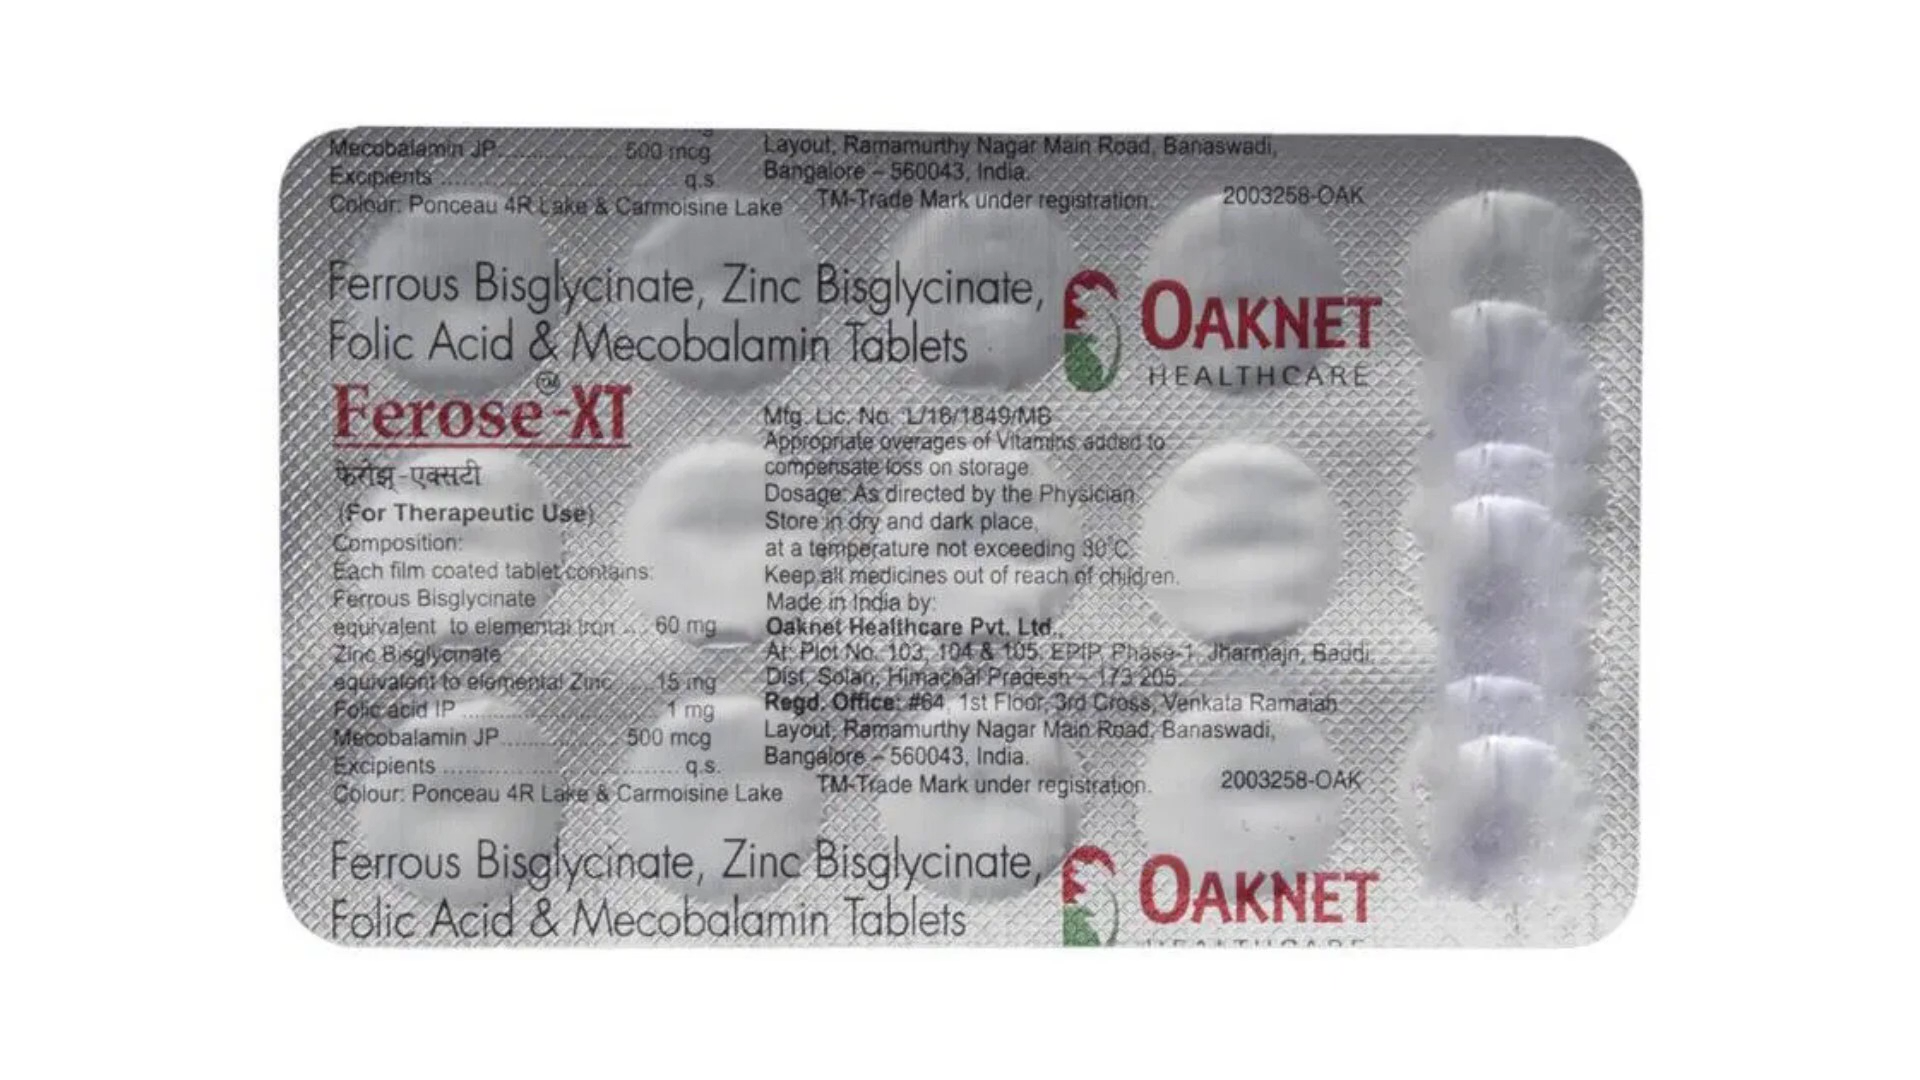 Mecobalamin JP.................... 500 mcg
Excipients ........................................ q.s.
Colour: Ponceau 4R Lake & Carmoisine Lake
Layout, Ramamurthy Nagar Main Road, Banaswadi,
Bangalore – 560043, India.
TM-Trade Mark under registration.
2003258-OAK
Ferrous Bisglycinate, Zinc Bisglycinate,
Folic Acid & Mecobalamin Tablets
OAKNET
HEALTHCARE
Ferose™-XT
फेरोझ-एक्सटी
(For Therapeutic Use)
Composition:
Each film coated tablet contains:
Ferrous Bisglycinate
equivalent to elemental Iron .... 60 mg
Zinc Bisglycinate
equivalent to elemental Zinc ...... 15 mg
Folic acid IP .................................. 1 mg
Mecobalamin JP.................... 500 mcg
Excipients ........................................ q.s.
Colour: Ponceau 4R Lake & Carmoisine Lake
Mfg. Lic. No. L/16/1849/MB
Appropriate overages of Vitamins added to
compensate loss on storage.
Dosage: As directed by the Physician.
Store in dry and dark place,
at a temperature not exceeding 30°C.
Keep all medicines out of reach of children.
Made in India by:
Oaknet Healthcare Pvt. Ltd.,
At: Plot No. 103, 104 & 105, EPIP, Phase-1, Jharmajri, Baddi,
Dist. Solan, Himachal Pradesh – 173 205.
Regd. Office: #64, 1st Floor, 3rd Cross, Venkata Ramaiah
Layout, Ramamurthy Nagar Main Road, Banaswadi,
Bangalore – 560043, India.
TM-Trade Mark under registration.
2003258-OAK
Ferrous Bisglycinate, Zinc Bisglycinate,
Folic Acid & Mecobalamin Tablets
OAKNET
HEALTHCARE